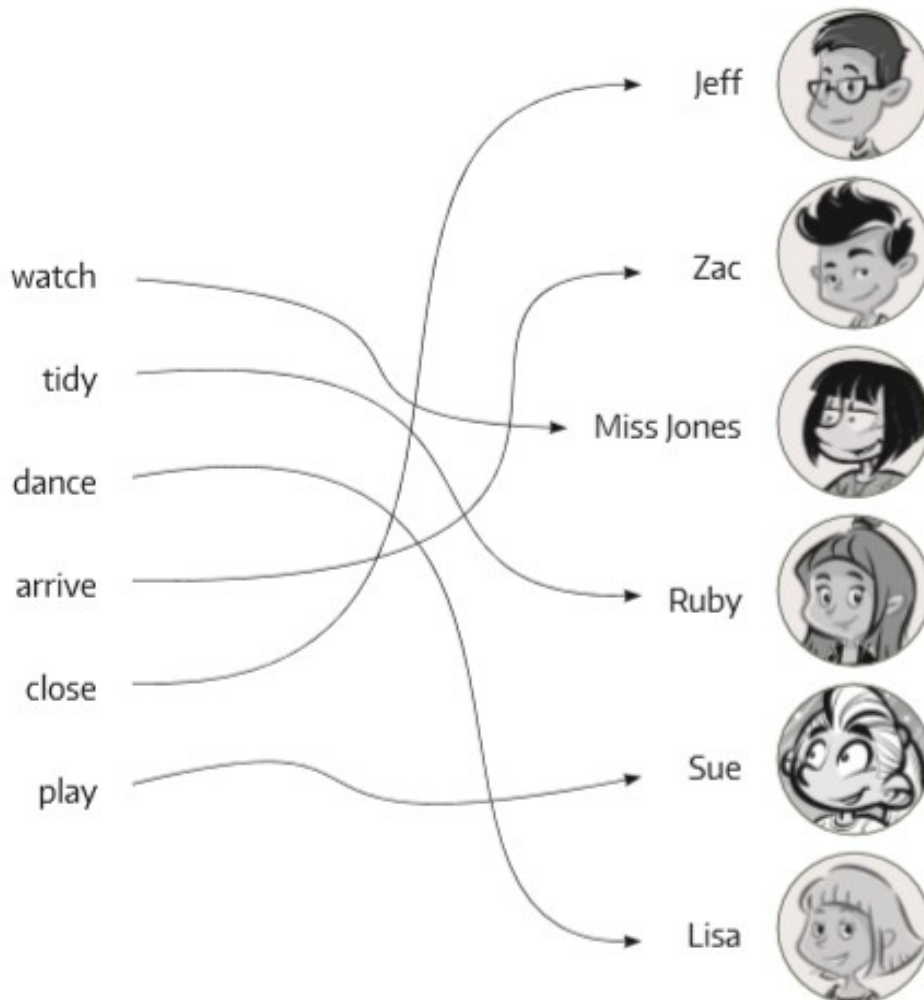 watch
tidy
dance
arrive
close
play
Jeff
Zac
Miss Jones
Ruby
Sue
Lisa